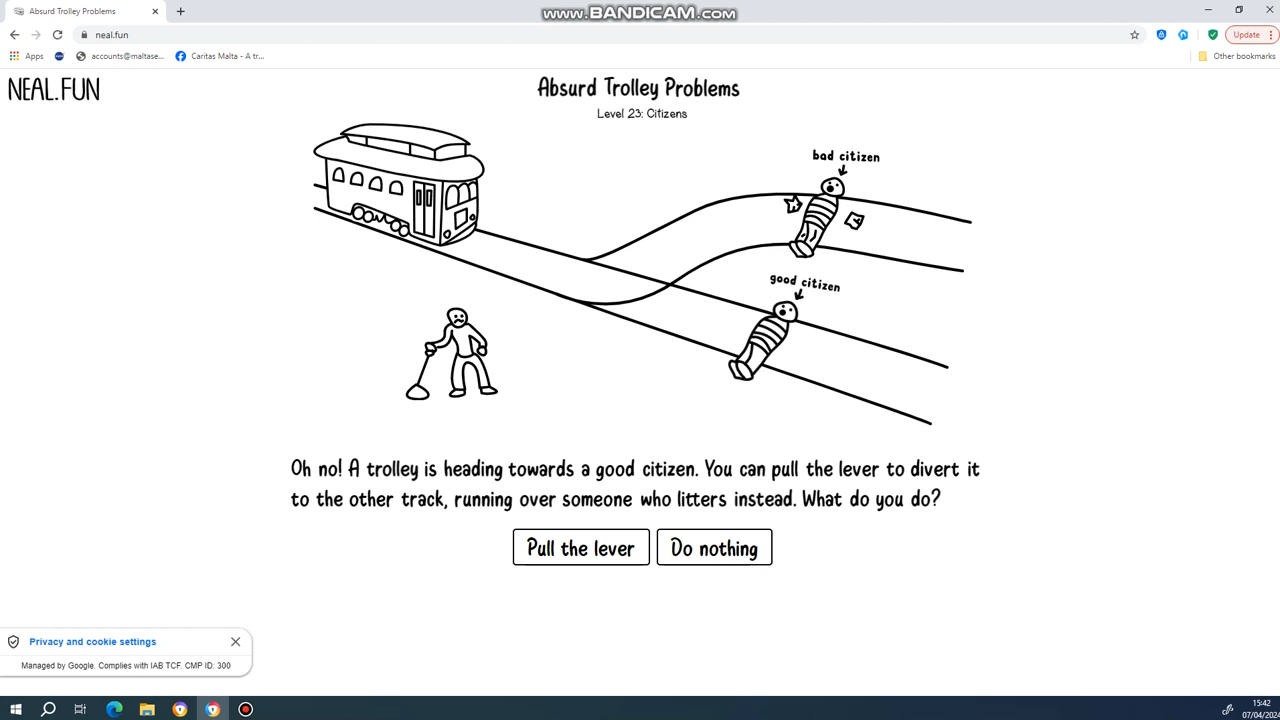 www.BANDICAM.com
Absurd Trolley Problems
neal.fun
Update
Apps
accounts@maltase...
Caritas Malta - A tr...
Other bookmarks
NEAL.FUN
Absurd Trolley Problems
Level 23: Citizens
bad citizen
good citizen
Oh no! A trolley is heading towards a good citizen. You can pull the lever to divert it
to the other track, running over someone who litters instead. What do you do?
Pull the lever
Do nothing
Privacy and cookie settings
Managed by Google. Complies with IAB TCF. CMP ID: 300
15:42